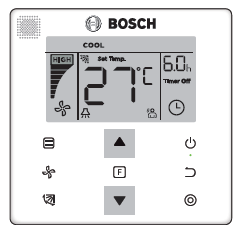 BOSCH
COOL
HIGH
Set Temp.
27°C
6.0h
Timer Off
F